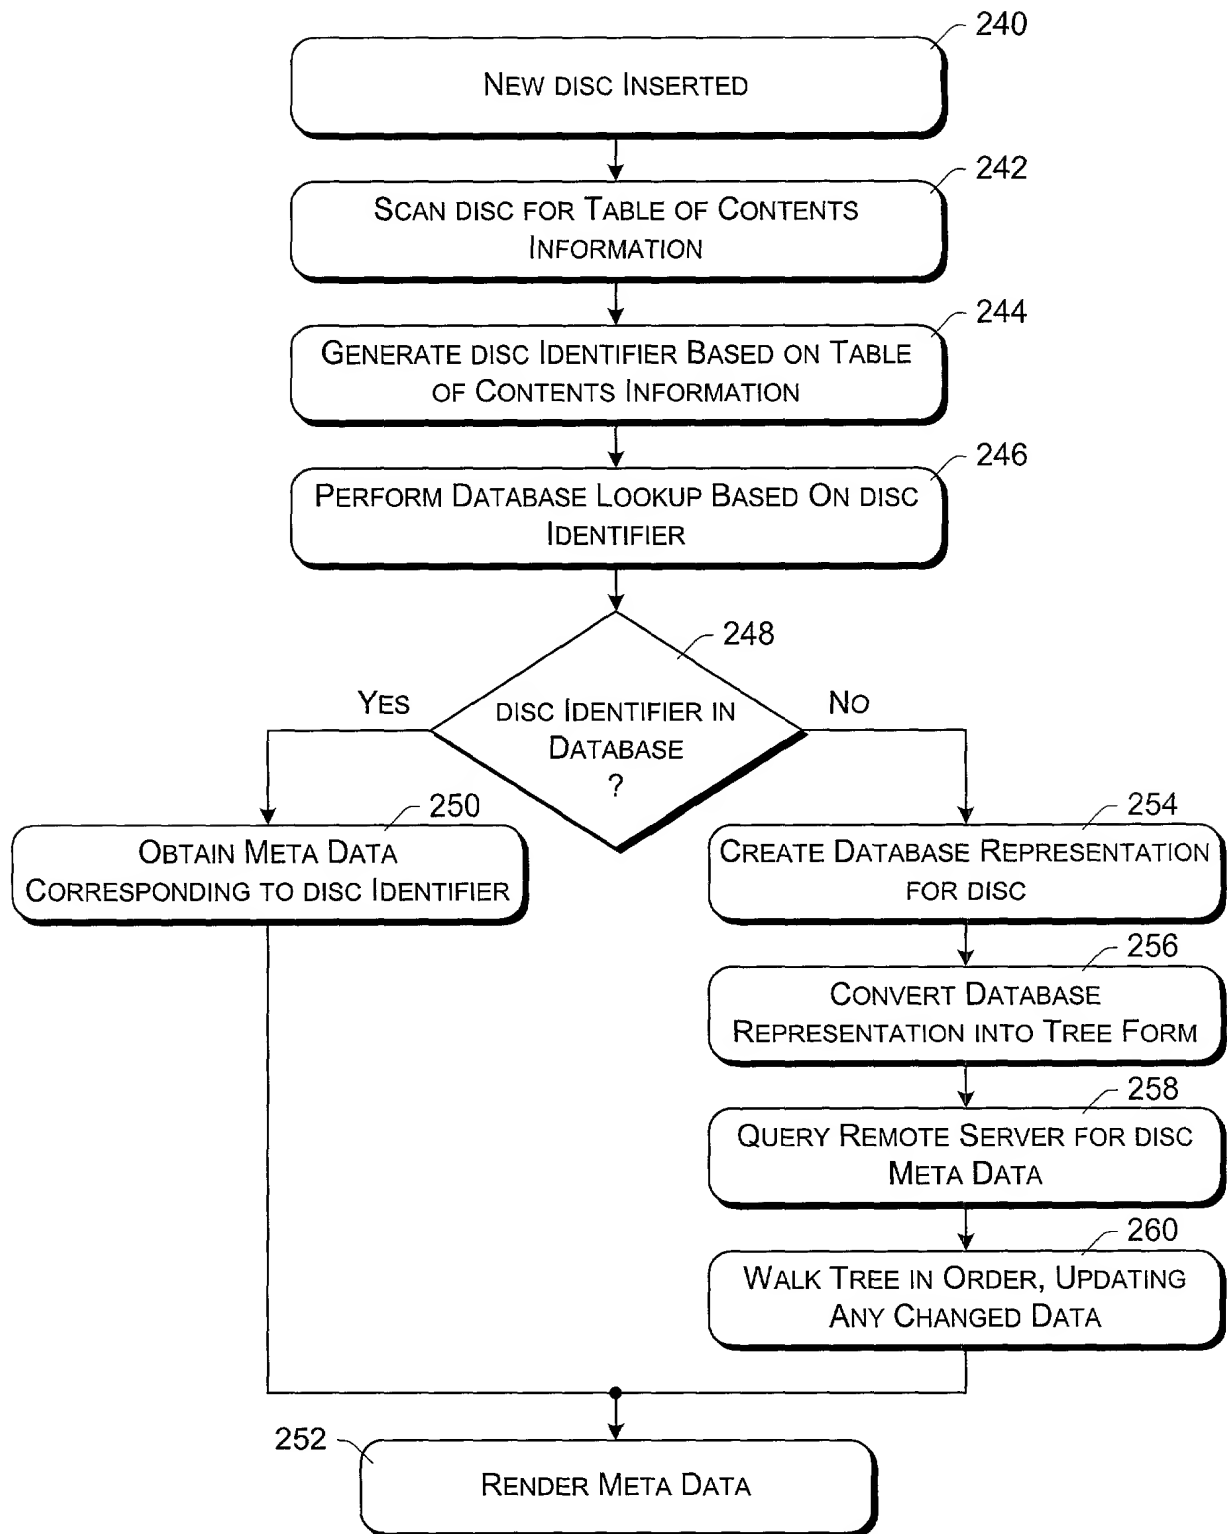 240
NEW DISC INSERTED
242
SCAN DISC FOR TABLE OF CONTENTS
INFORMATION
244
GENERATE DISC IDENTIFIER BASED ON TABLE
OF CONTENTS INFORMATION
246
PERFORM DATABASE LOOKUP BASED ON DISC
IDENTIFIER
248
YES
DISC IDENTIFIER IN
DATABASE
?
NO
250
OBTAIN META DATA
CORRESPONDING TO DISC IDENTIFIER
254
CREATE DATABASE REPRESENTATION
FOR DISC
256
CONVERT DATABASE
REPRESENTATION INTO TREE FORM
258
QUERY REMOTE SERVER FOR DISC
META DATA
260
WALK TREE IN ORDER, UPDATING
ANY CHANGED DATA
252
RENDER META DATA